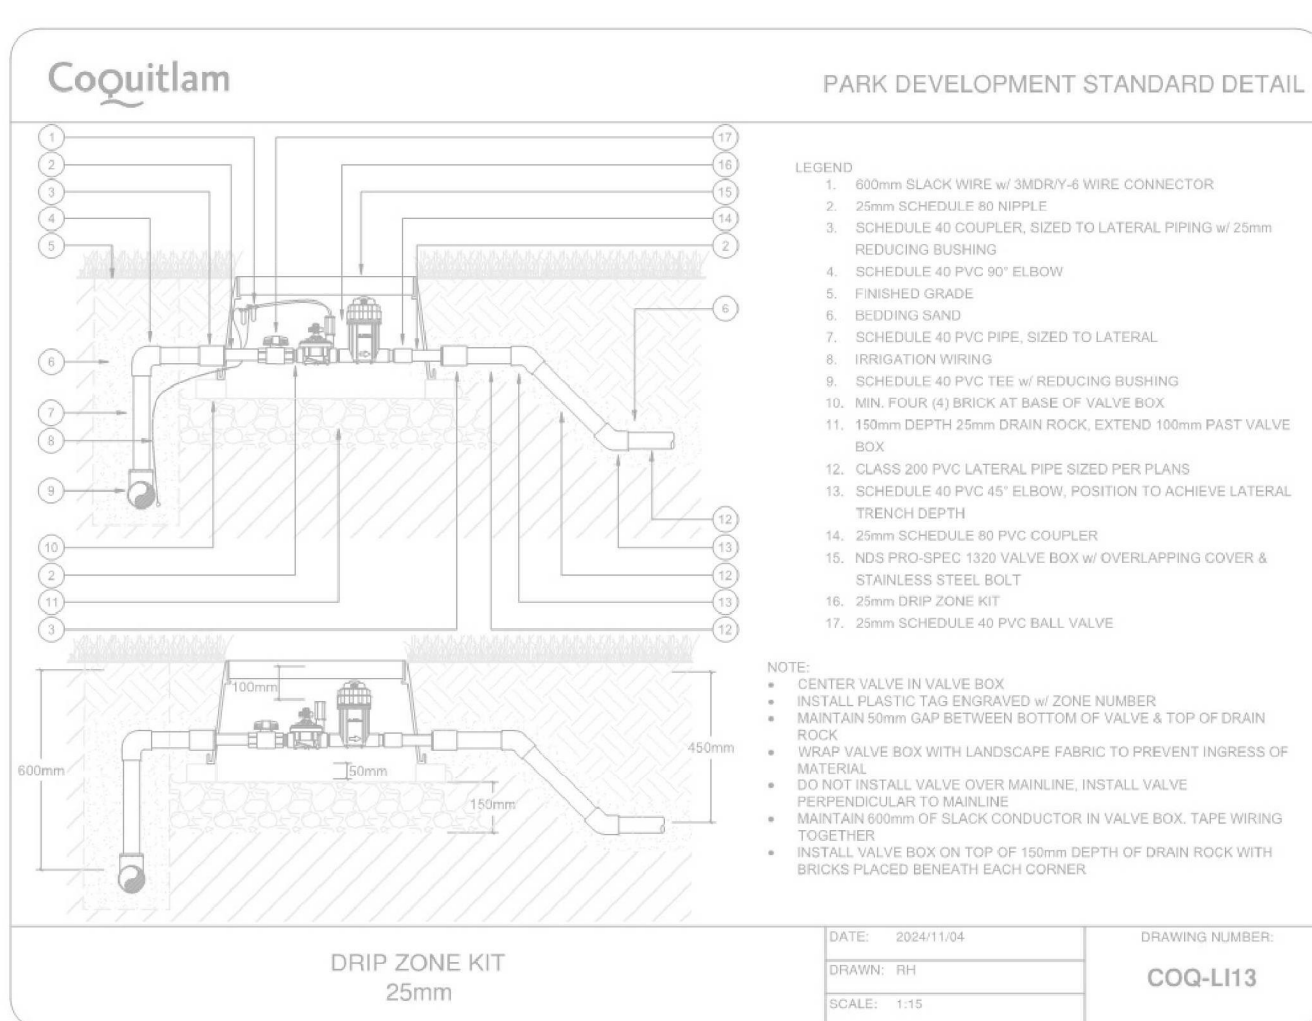 Coquitlam
PARK DEVELOPMENT STANDARD DETAIL
1
2
3
4
5
6
7
8
9
10
2
11
3
17
16
15
14
2
6
12
13
12
13
12
LEGEND
1. 600mm SLACK WIRE w/ 3MDR/Y-6 WIRE CONNECTOR
2. 25mm SCHEDULE 80 NIPPLE
3. SCHEDULE 40 COUPLER, SIZED TO LATERAL PIPING w/ 25mm
REDUCING BUSHING
4. SCHEDULE 40 PVC 90° ELBOW
5. FINISHED GRADE
6. BEDDING SAND
7. SCHEDULE 40 PVC PIPE, SIZED TO LATERAL
8. IRRIGATION WIRING
9. SCHEDULE 40 PVC TEE w/ REDUCING BUSHING
10. MIN. FOUR (4) BRICK AT BASE OF VALVE BOX
11. 150mm DEPTH 25mm DRAIN ROCK, EXTEND 100mm PAST VALVE
BOX
12. CLASS 200 PVC LATERAL PIPE SIZED PER PLANS
13. SCHEDULE 40 PVC 45° ELBOW, POSITION TO ACHIEVE LATERAL
TRENCH DEPTH
14. 25mm SCHEDULE 80 PVC COUPLER
15. NDS PRO-SPEC 1320 VALVE BOX w/ OVERLAPPING COVER &
STAINLESS STEEL BOLT
16. 25mm DRIP ZONE KIT
17. 25mm SCHEDULE 40 PVC BALL VALVE
100mm
600mm
50mm
150mm
450mm
NOTE:
• CENTER VALVE IN VALVE BOX
• INSTALL PLASTIC TAG ENGRAVED w/ ZONE NUMBER
• MAINTAIN 50mm GAP BETWEEN BOTTOM OF VALVE & TOP OF DRAIN
ROCK
• WRAP VALVE BOX WITH LANDSCAPE FABRIC TO PREVENT INGRESS OF
MATERIAL
• DO NOT INSTALL VALVE OVER MAINLINE, INSTALL VALVE
PERPENDICULAR TO MAINLINE
• MAINTAIN 600mm OF SLACK CONDUCTOR IN VALVE BOX. TAPE WIRING
TOGETHER
• INSTALL VALVE BOX ON TOP OF 150mm DEPTH OF DRAIN ROCK WITH
BRICKS PLACED BENEATH EACH CORNER
DRIP ZONE KIT
25mm
DATE: 2024/11/04
DRAWN: RH
SCALE: 1:15
DRAWING NUMBER:
COQ-LI13